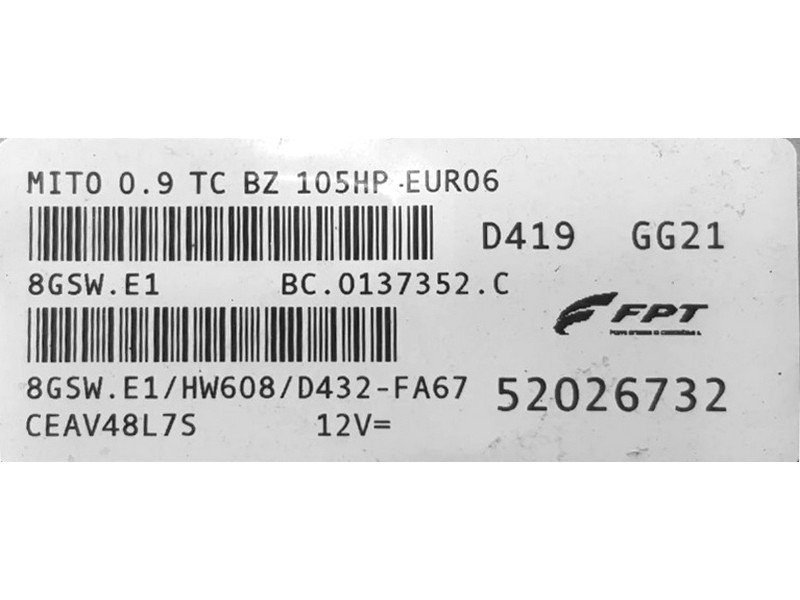 MITO 0.9 TC BZ 105HP -EURO6
D419 GG21
8GSW.E1 BC.0137352.C
FPT
8GSW.E1/HW608/D432-FA67 52026732
CEAV48L7S 12V=